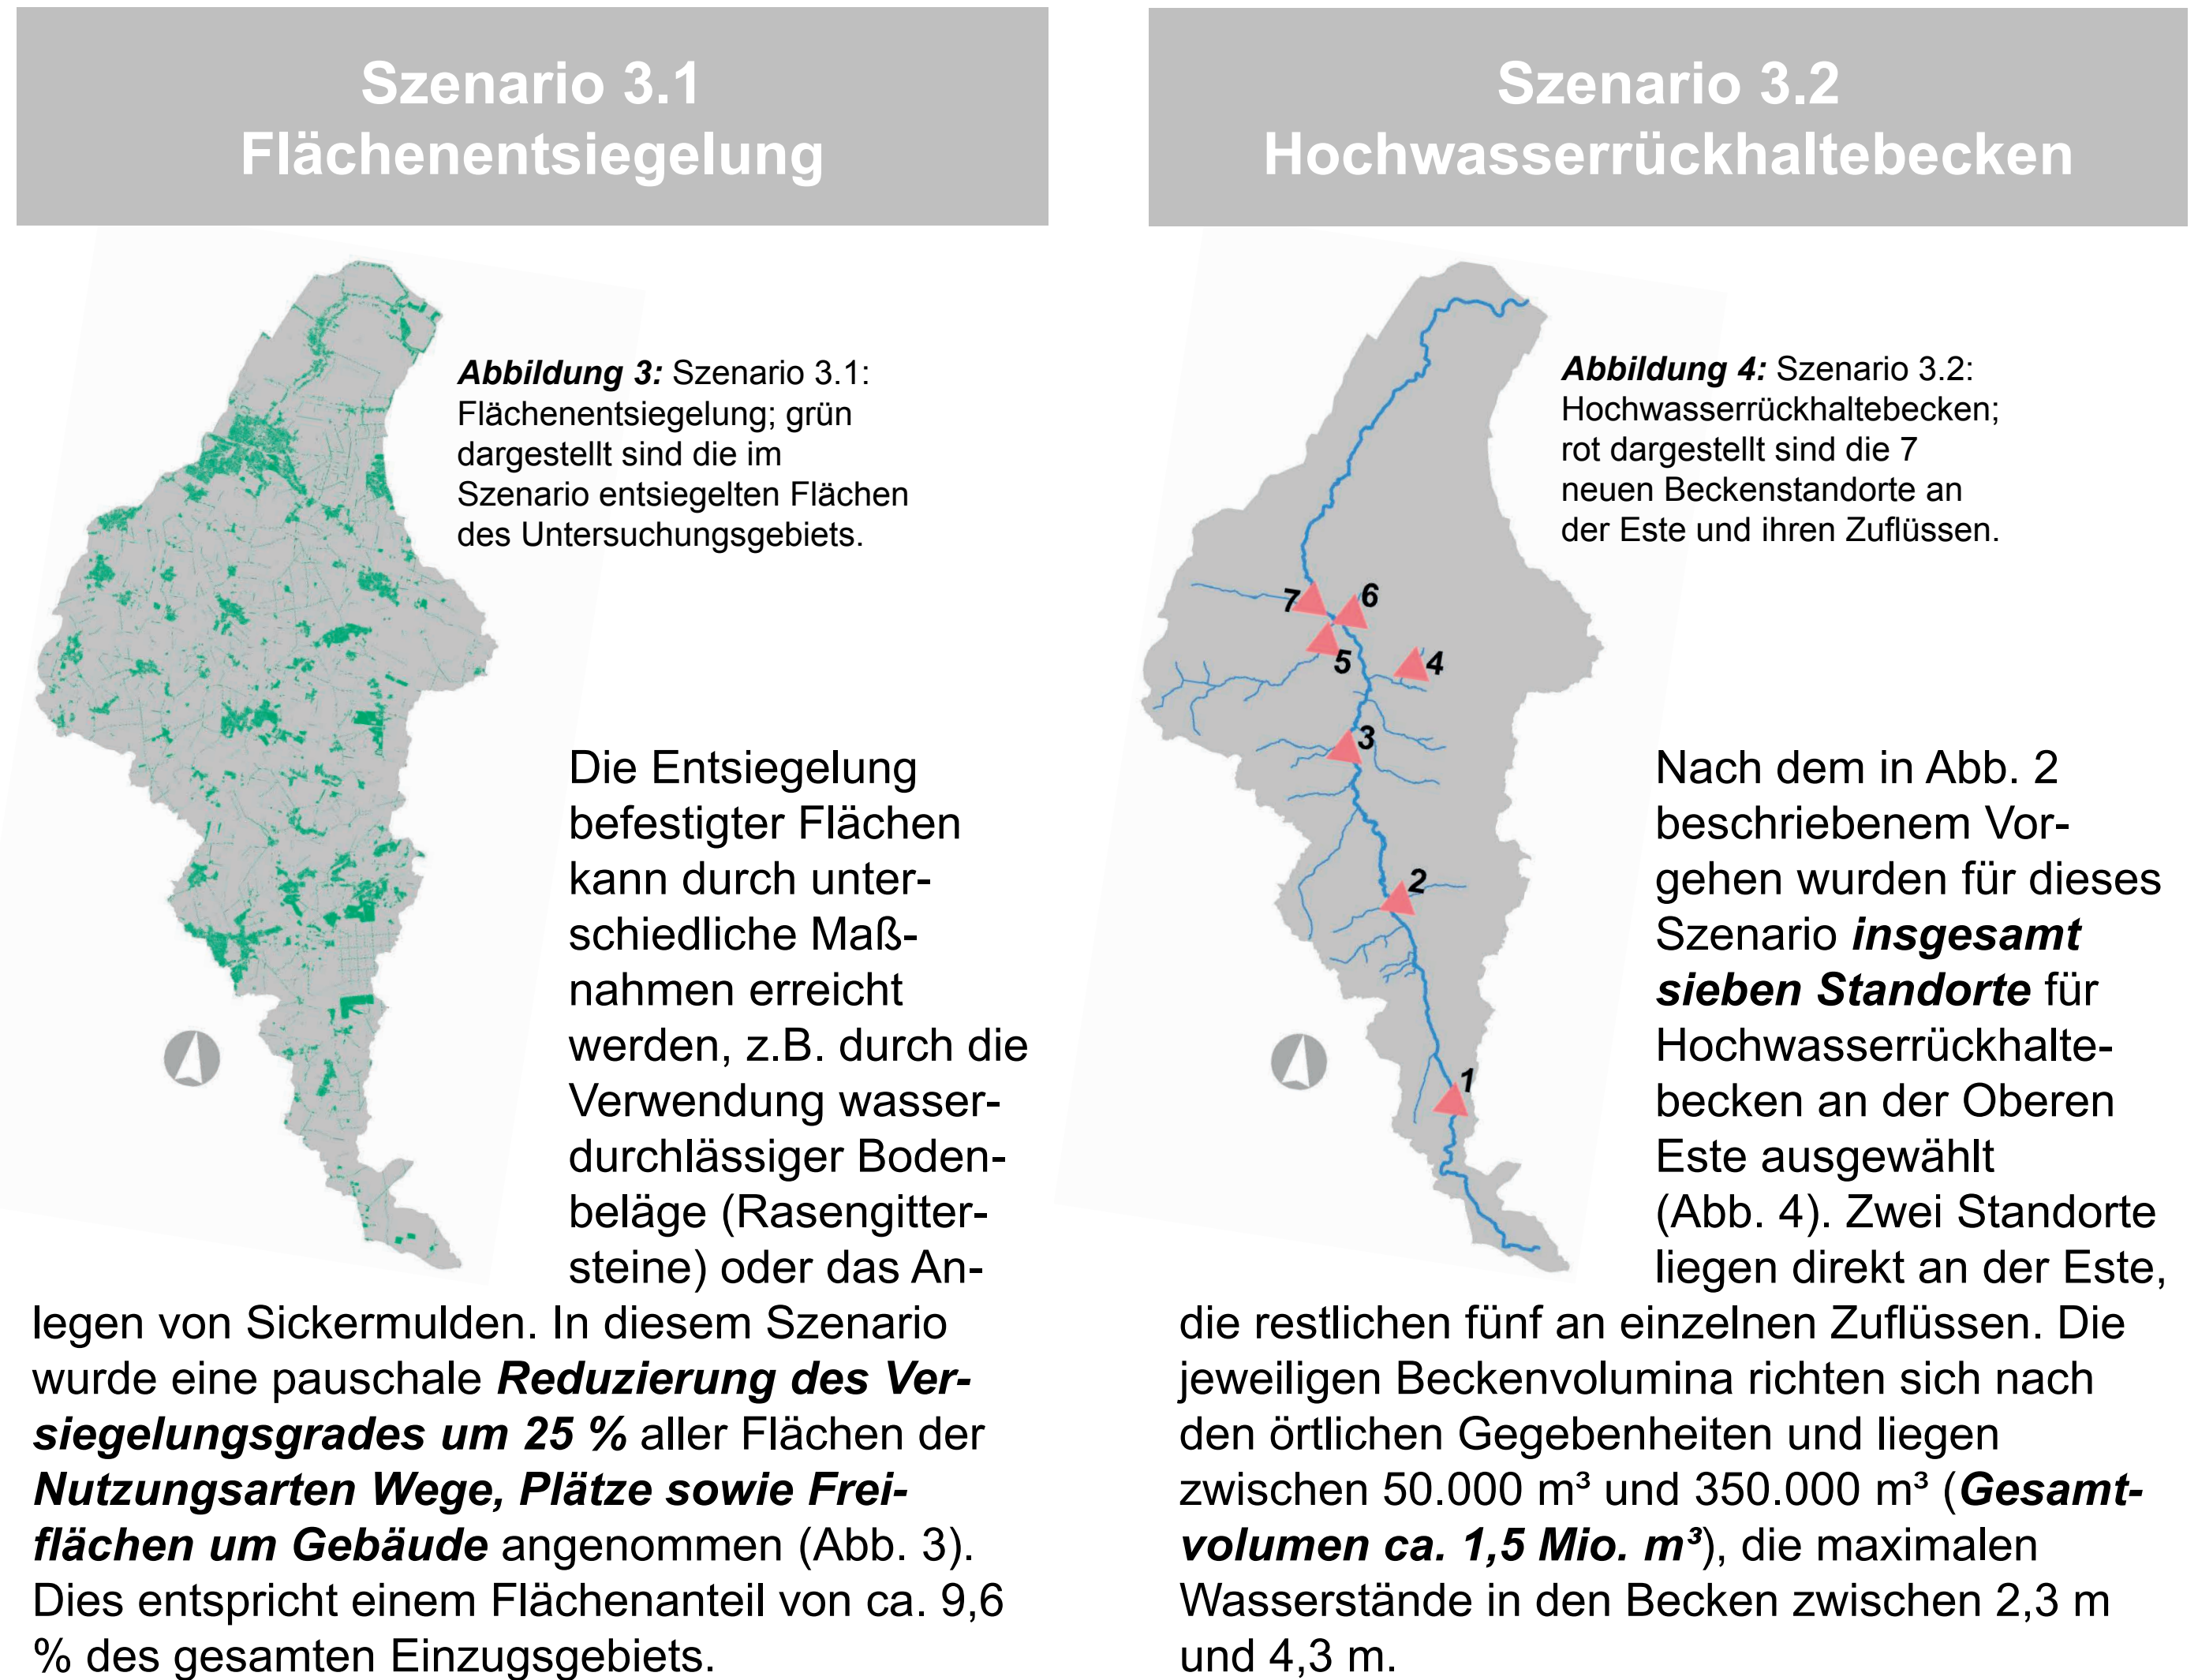 Szenario 3.1
Flächenentsiegelung
Abbildung 3: Szenario 3.1:
Flächenentsiegelung; grün
dargestellt sind die im
Szenario entsiegelten Flächen
des Untersuchungsgebiets.
Die Entsiegelung
befestigter Flächen
kann durch unter-
schiedliche Maß-
nahmen erreicht
werden, z.B. durch die
Verwendung wasser-
durchlässiger Boden-
beläge (Rasengitter-
steine) oder das An-
legen von Sickermulden. In diesem Szenario
wurde eine pauschale Reduzierung des Ver-
siegelungsgrades um 25 % aller Flächen der
Nutzungsarten Wege, Plätze sowie Frei-
flächen um Gebäude angenommen (Abb. 3).
Dies entspricht einem Flächenanteil von ca. 9,6
% des gesamten Einzugsgebiets.
Szenario 3.2
Hochwasserrückhaltebecken
Abbildung 4: Szenario 3.2:
Hochwasserrückhaltebecken;
rot dargestellt sind die 7
neuen Beckenstandorte an
der Este und ihren Zuflüssen.
7
6
5
4
3
2
1
Nach dem in Abb. 2
beschriebenem Vor-
gehen wurden für dieses
Szenario insgesamt
sieben Standorte für
Hochwasserrückhalte-
becken an der Oberen
Este ausgewählt
(Abb. 4). Zwei Standorte
liegen direkt an der Este,
die restlichen fünf an einzelnen Zuflüssen. Die
jeweiligen Beckenvolumina richten sich nach
den örtlichen Gegebenheiten und liegen
zwischen 50.000 m³ und 350.000 m³ (Gesamt-
volumen ca. 1,5 Mio. m³), die maximalen
Wasserstände in den Becken zwischen 2,3 m
und 4,3 m.